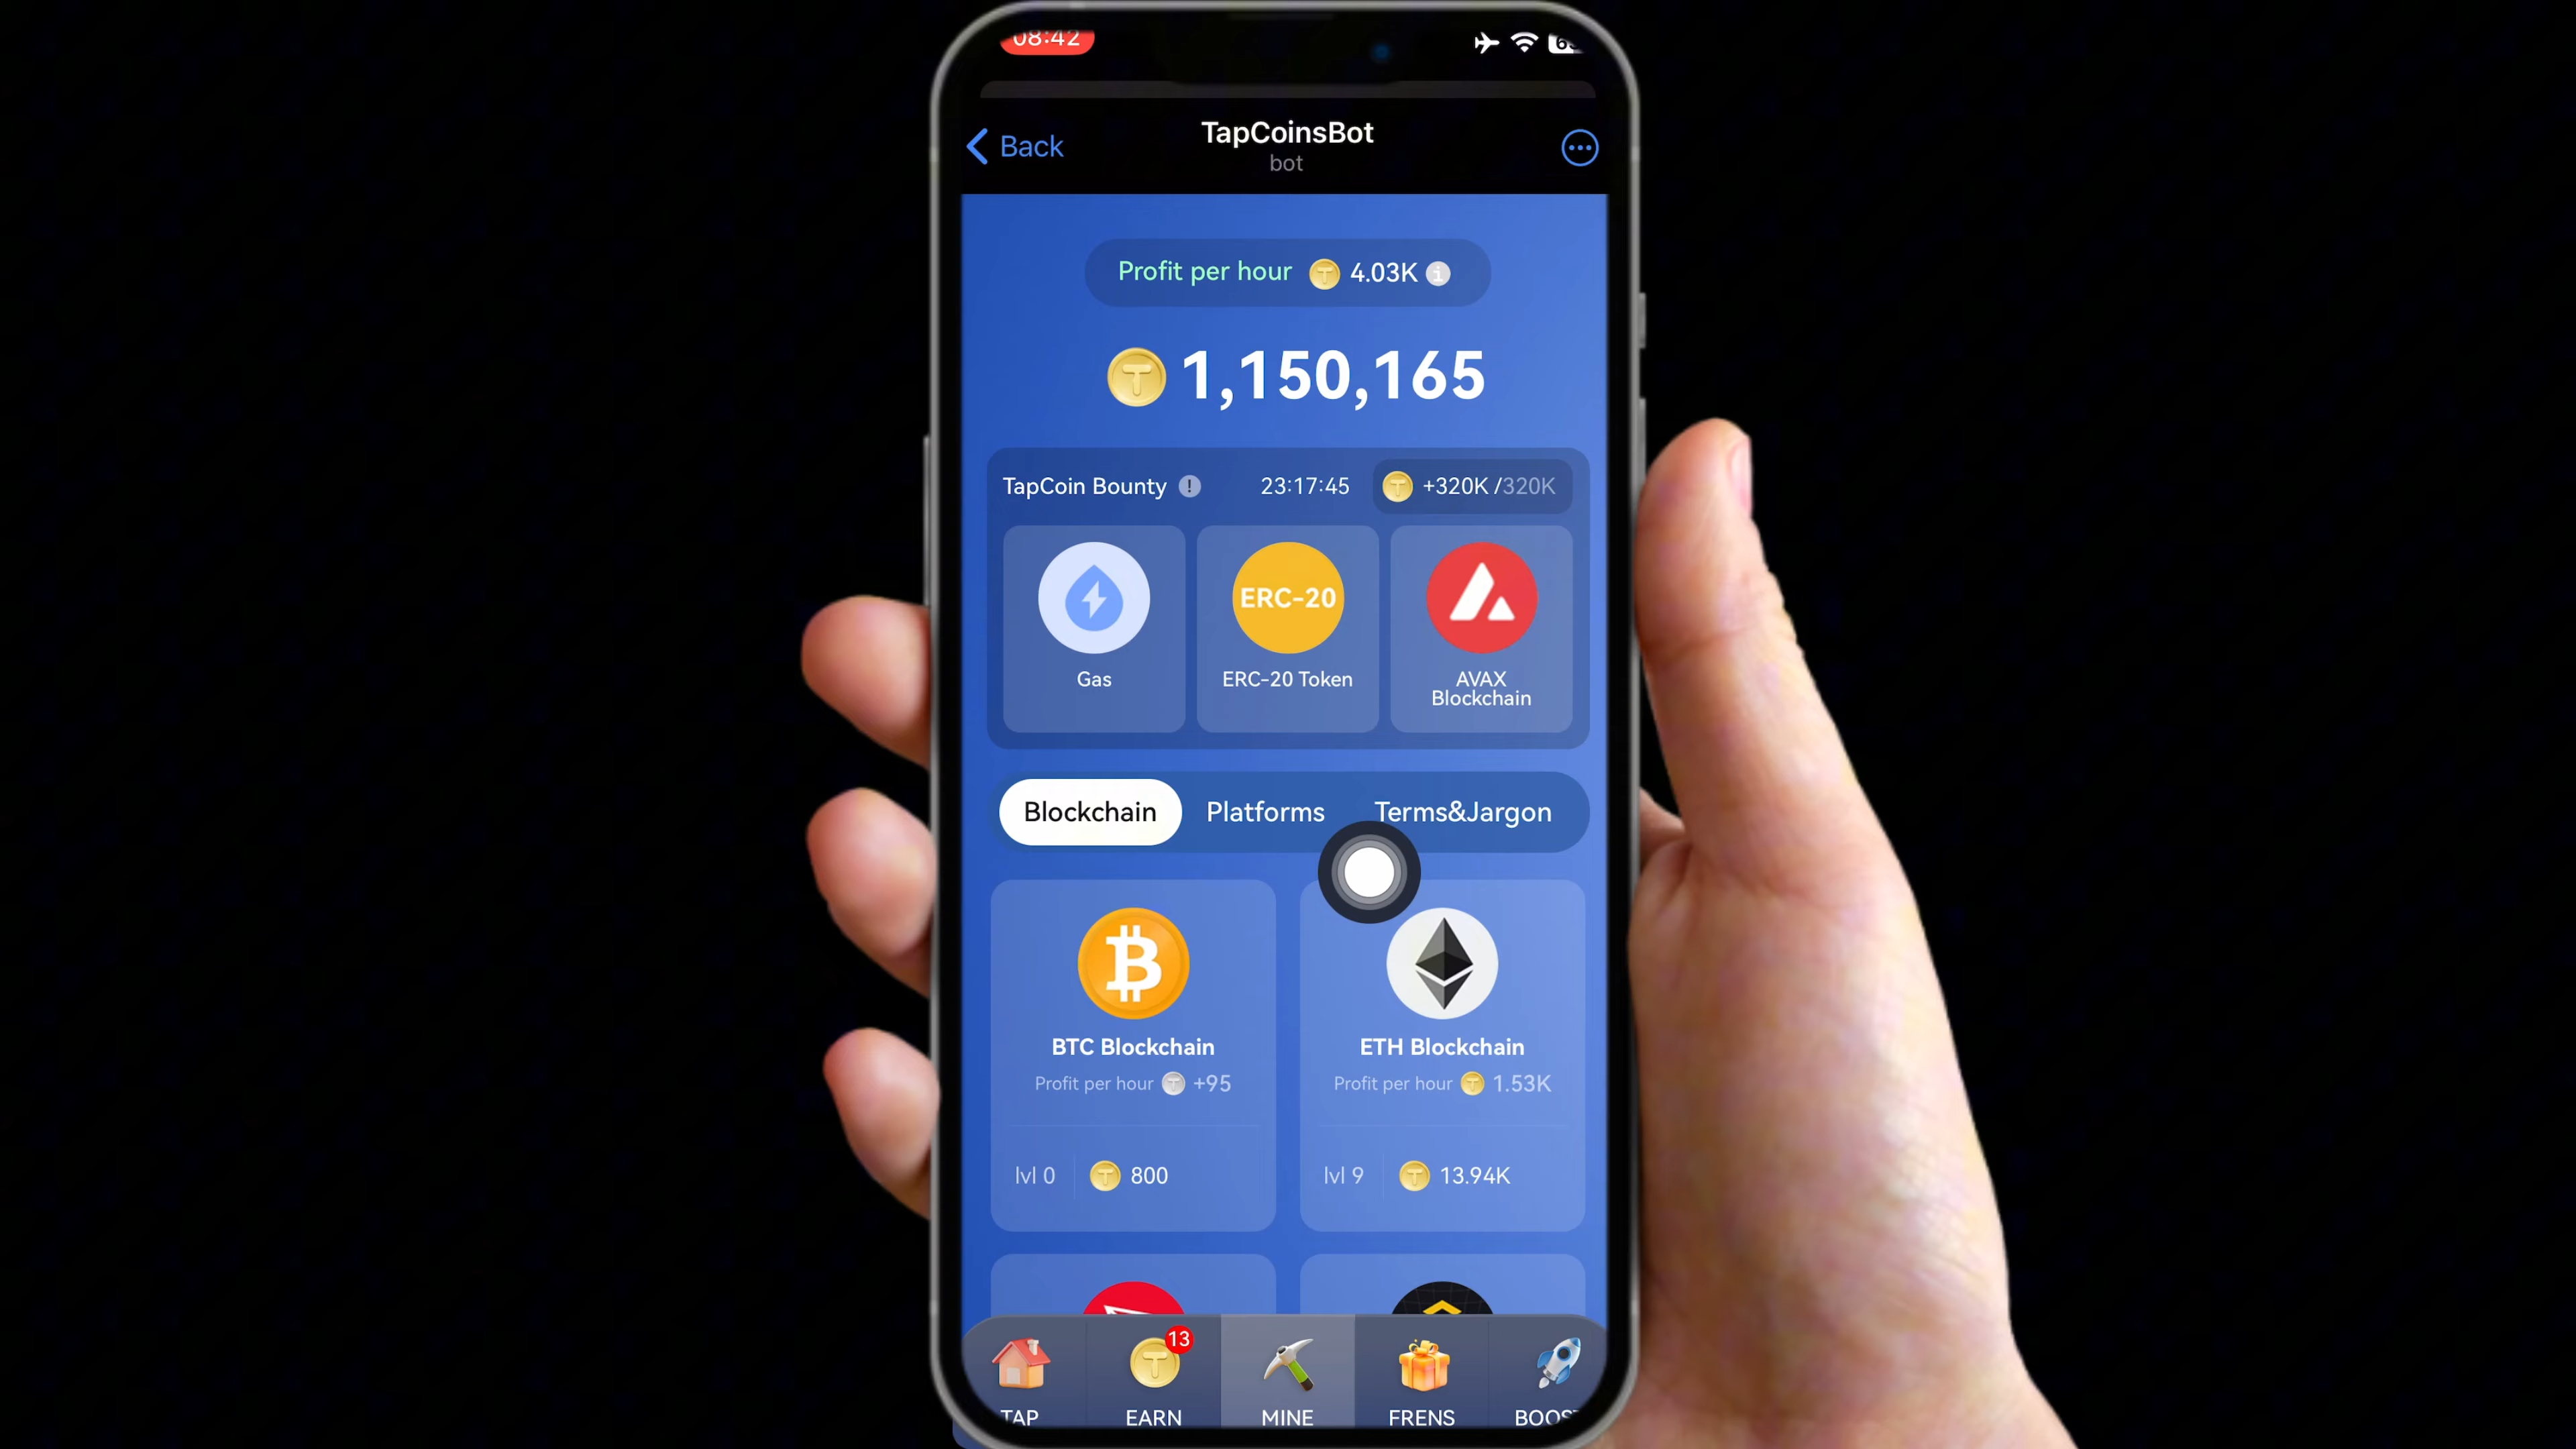 08:42
Back
TapCoinsBot
bot
Profit per hour 4.03K
1,150,165
TapCoin Bounty 23:17:45 +320K /320K
ERC-20
Gas
ERC-20 Token
AVAX
Blockchain
Blockchain Platforms Terms&Jargon
BTC Blockchain
Profit per hour +95
lvl 0 800
ETH Blockchain
Profit per hour 1.53K
lvl 9 13.94K
13
TAP EARN MINE FRENS